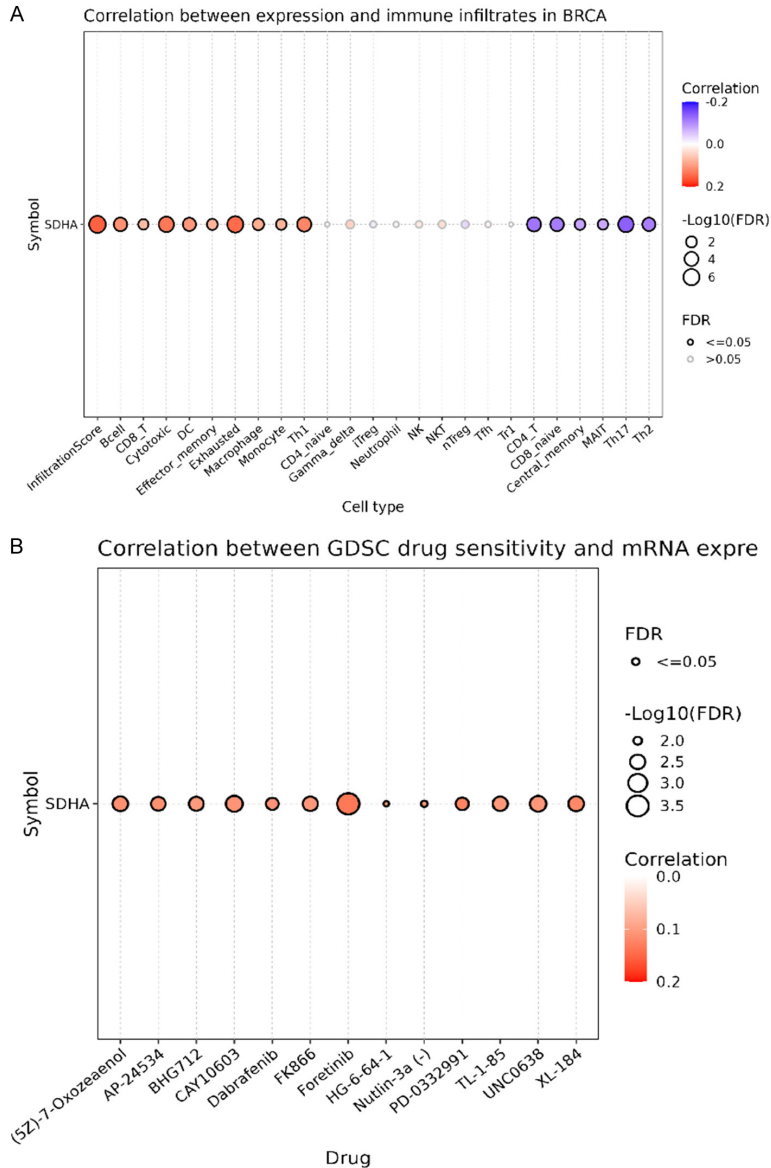 A
Correlation between expression and immune infiltrates in BRCA
Symbol
SDHA
InfiltrationScore
Bcell
CD8_T
Cytotoxic
DC
Effector_memory
Exhausted
Macrophage
Monocyte
Th1
CD4_naive
Gamma_delta
iTreg
Neutrophil
NK
NKT
nTreg
Tfh
Tr1
CD4_T
CD8_naive
Central_memory
MAIT
Th17
Th2
Cell type
Correlation
-0.2
0.0
0.2
-Log10(FDR)
2
4
6
FDR
<=0.05
>0.05
B
Correlation between GDSC drug sensitivity and mRNA expre
Symbol
SDHA
(5Z)-7-Oxozeaenol
AP-24534
BHG712
CAY10603
Dabrafenib
FK866
Foretinib
HG-6-64-1
Nutlin-3a (-)
PD-0332991
TL-1-85
UNC0638
XL-184
Drug
FDR
<=0.05
-Log10(FDR)
2.0
2.5
3.0
3.5
Correlation
0.0
0.1
0.2